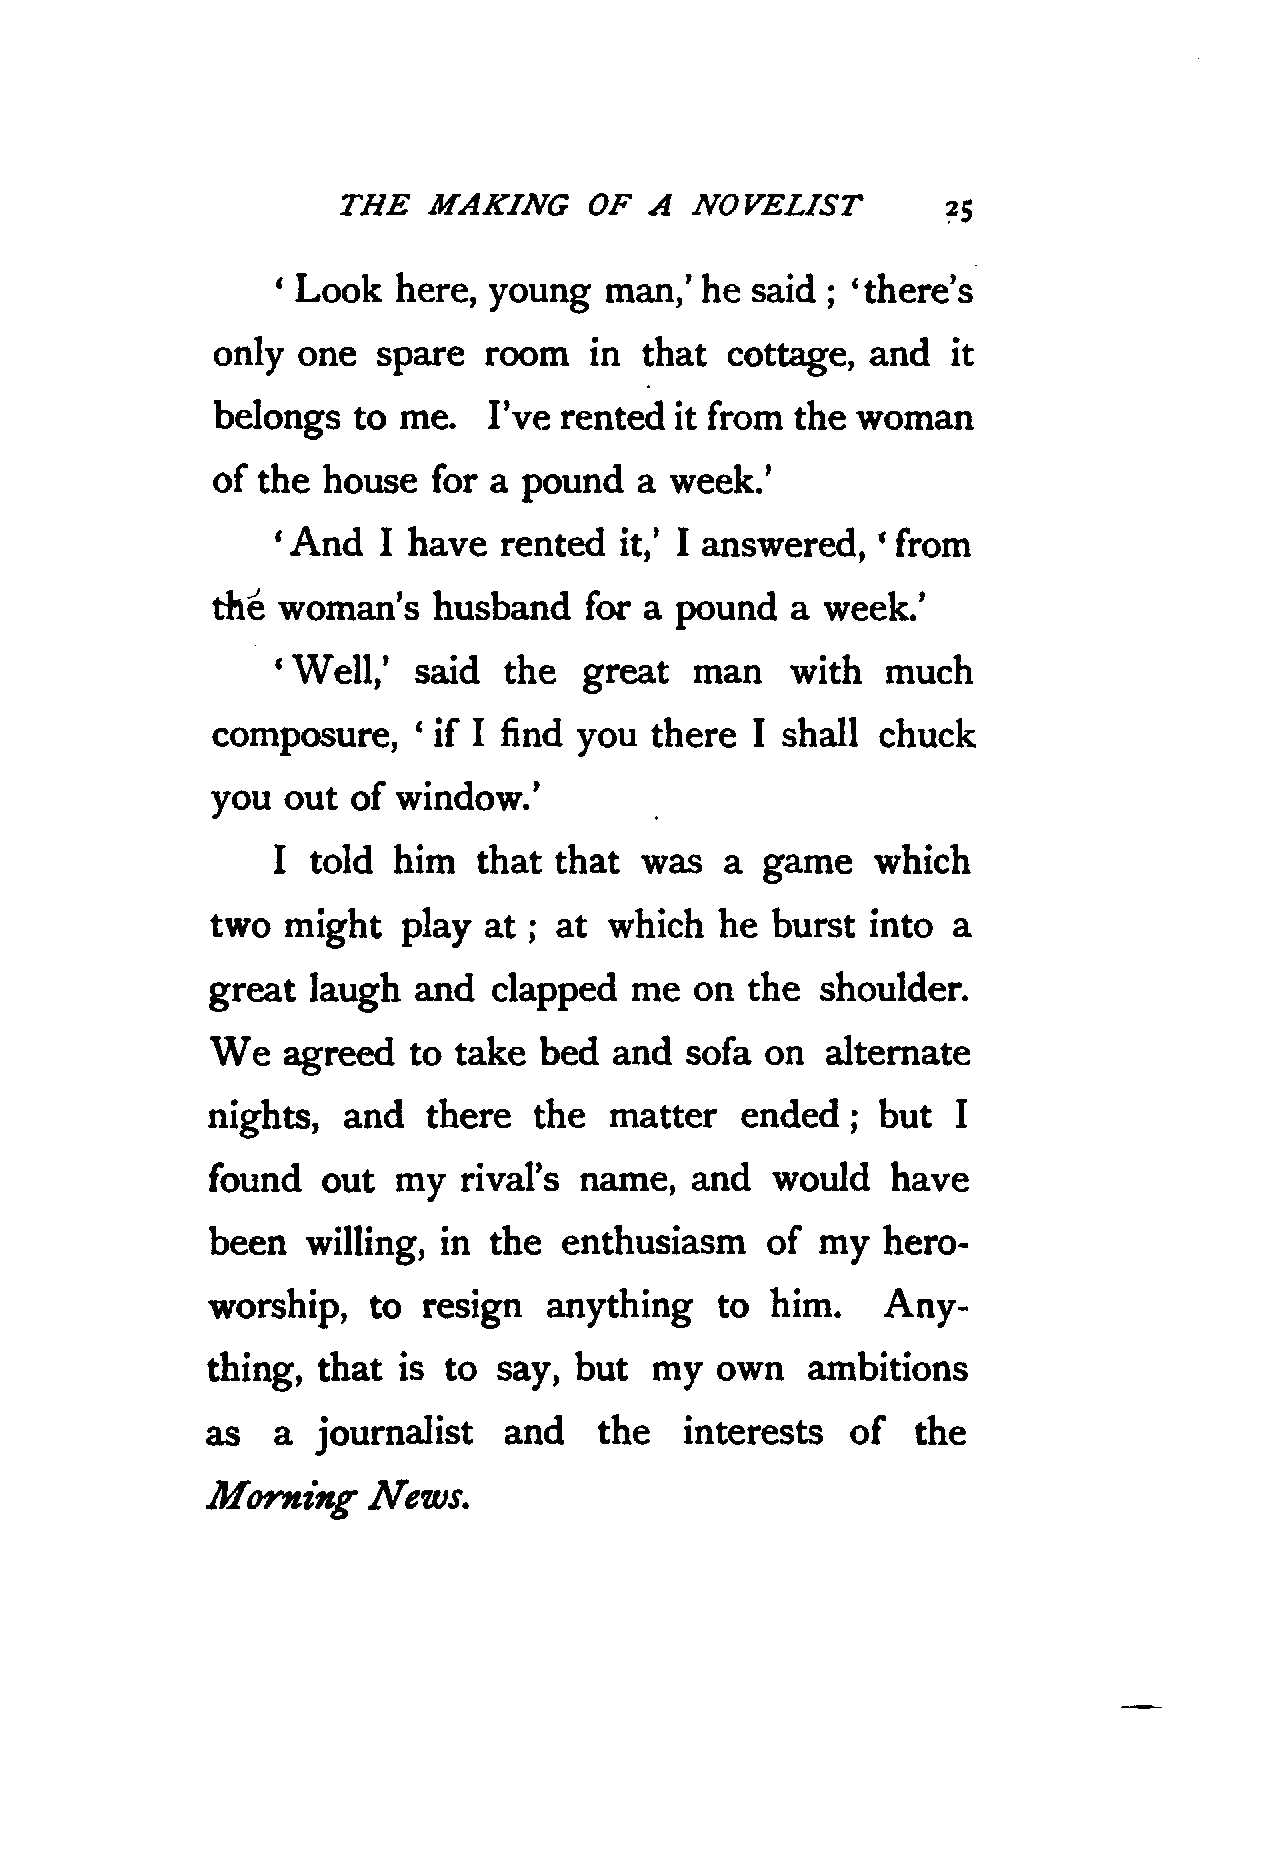 THE MAKING OF A NOVELIST 25
‘ Look here, young man,’ he said ; ‘there’s
only one spare room in that cottage, and it
belongs to me. I’ve rented it from the woman
of the house for a pound a week.’
‘ And I have rented it,’ I answered, ‘ from
the woman’s husband for a pound a week.’
‘ Well,’ said the great man with much
composure, ‘ if I find you there I shall chuck
you out of window.’
I told him that that was a game which
two might play at ; at which he burst into a
great laugh and clapped me on the shoulder.
We agreed to take bed and sofa on alternate
nights, and there the matter ended ; but I
found out my rival’s name, and would have
been willing, in the enthusiasm of my hero-
worship, to resign anything to him. Any-
thing, that is to say, but my own ambitions
as a journalist and the interests of the
Morning News.